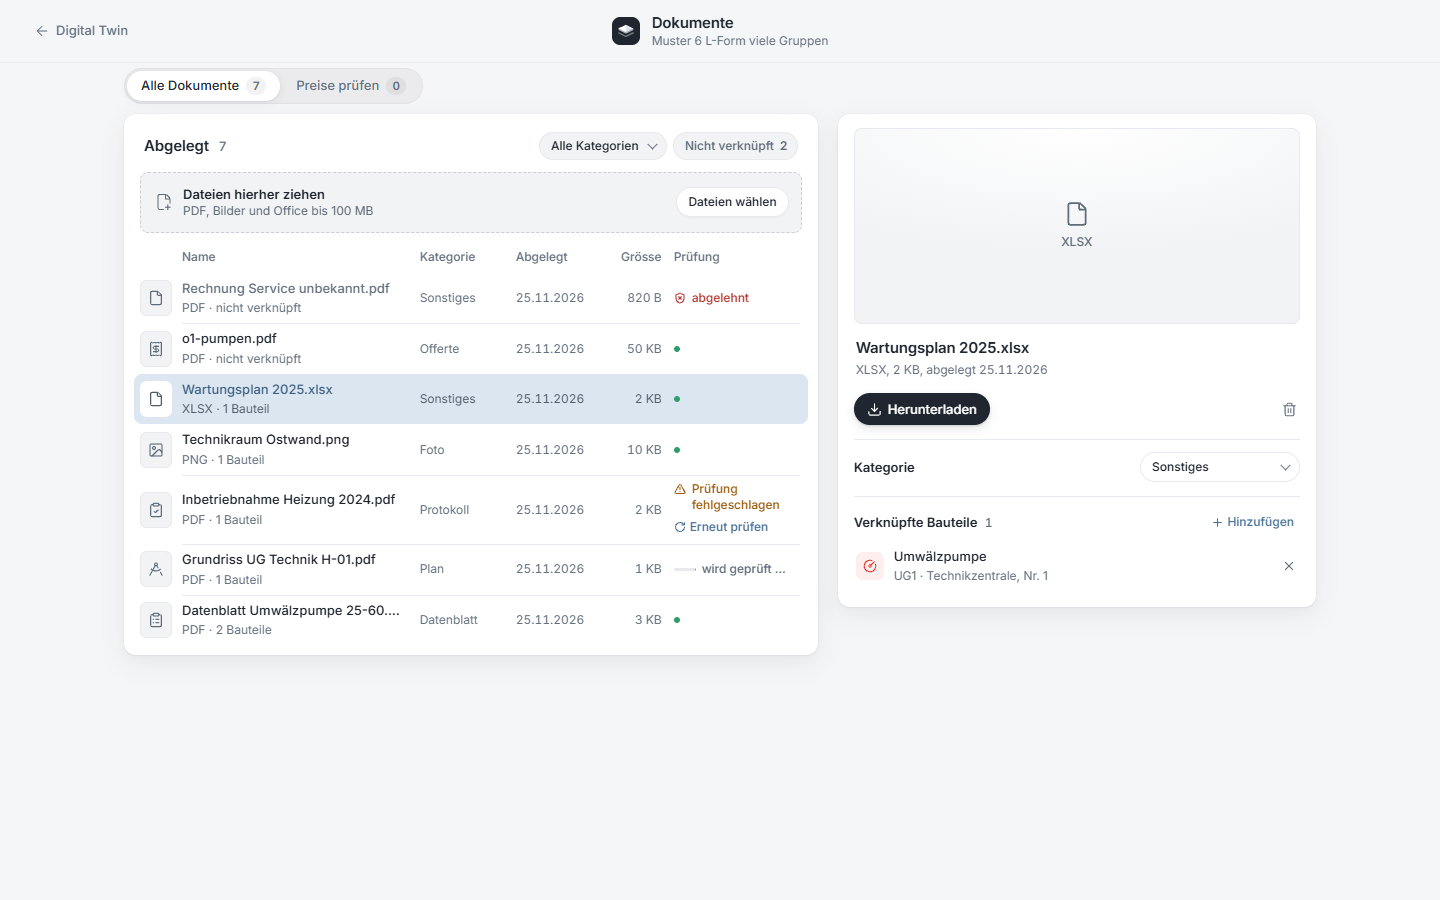 Digital Twin
Dokumente
Muster 6 L-Form viele Gruppen
Alle Dokumente 7
Preise prüfen 0
Abgelegt 7
Alle Kategorien
Nicht verknüpft 2
Dateien hierher ziehen
PDF, Bilder und Office bis 100 MB
Dateien wählen
Name Kategorie Abgelegt Grösse Prüfung
Rechnung Service unbekannt.pdf
PDF · nicht verknüpft
Sonstiges 25.11.2026 820 B abgelehnt
o1-pumpen.pdf
PDF · nicht verknüpft
Offerte 25.11.2026 50 KB
Wartungsplan 2025.xlsx
XLSX · 1 Bauteil
Sonstiges 25.11.2026 2 KB
Technikraum Ostwand.png
PNG · 1 Bauteil
Foto 25.11.2026 10 KB
Inbetriebnahme Heizung 2024.pdf
PDF · 1 Bauteil
Protokoll 25.11.2026 2 KB
Prüfung
fehlgeschlagen
Erneut prüfen
Grundriss UG Technik H-01.pdf
PDF · 1 Bauteil
Plan 25.11.2026 1 KB wird geprüft ...
Datenblatt Umwälzpumpe 25-60....
PDF · 2 Bauteile
Datenblatt 25.11.2026 3 KB
XLSX
Wartungsplan 2025.xlsx
XLSX, 2 KB, abgelegt 25.11.2026
Herunterladen
Kategorie Sonstiges
Verknüpfte Bauteile 1
Hinzufügen
Umwälzpumpe
UG1 · Technikzentrale, Nr. 1